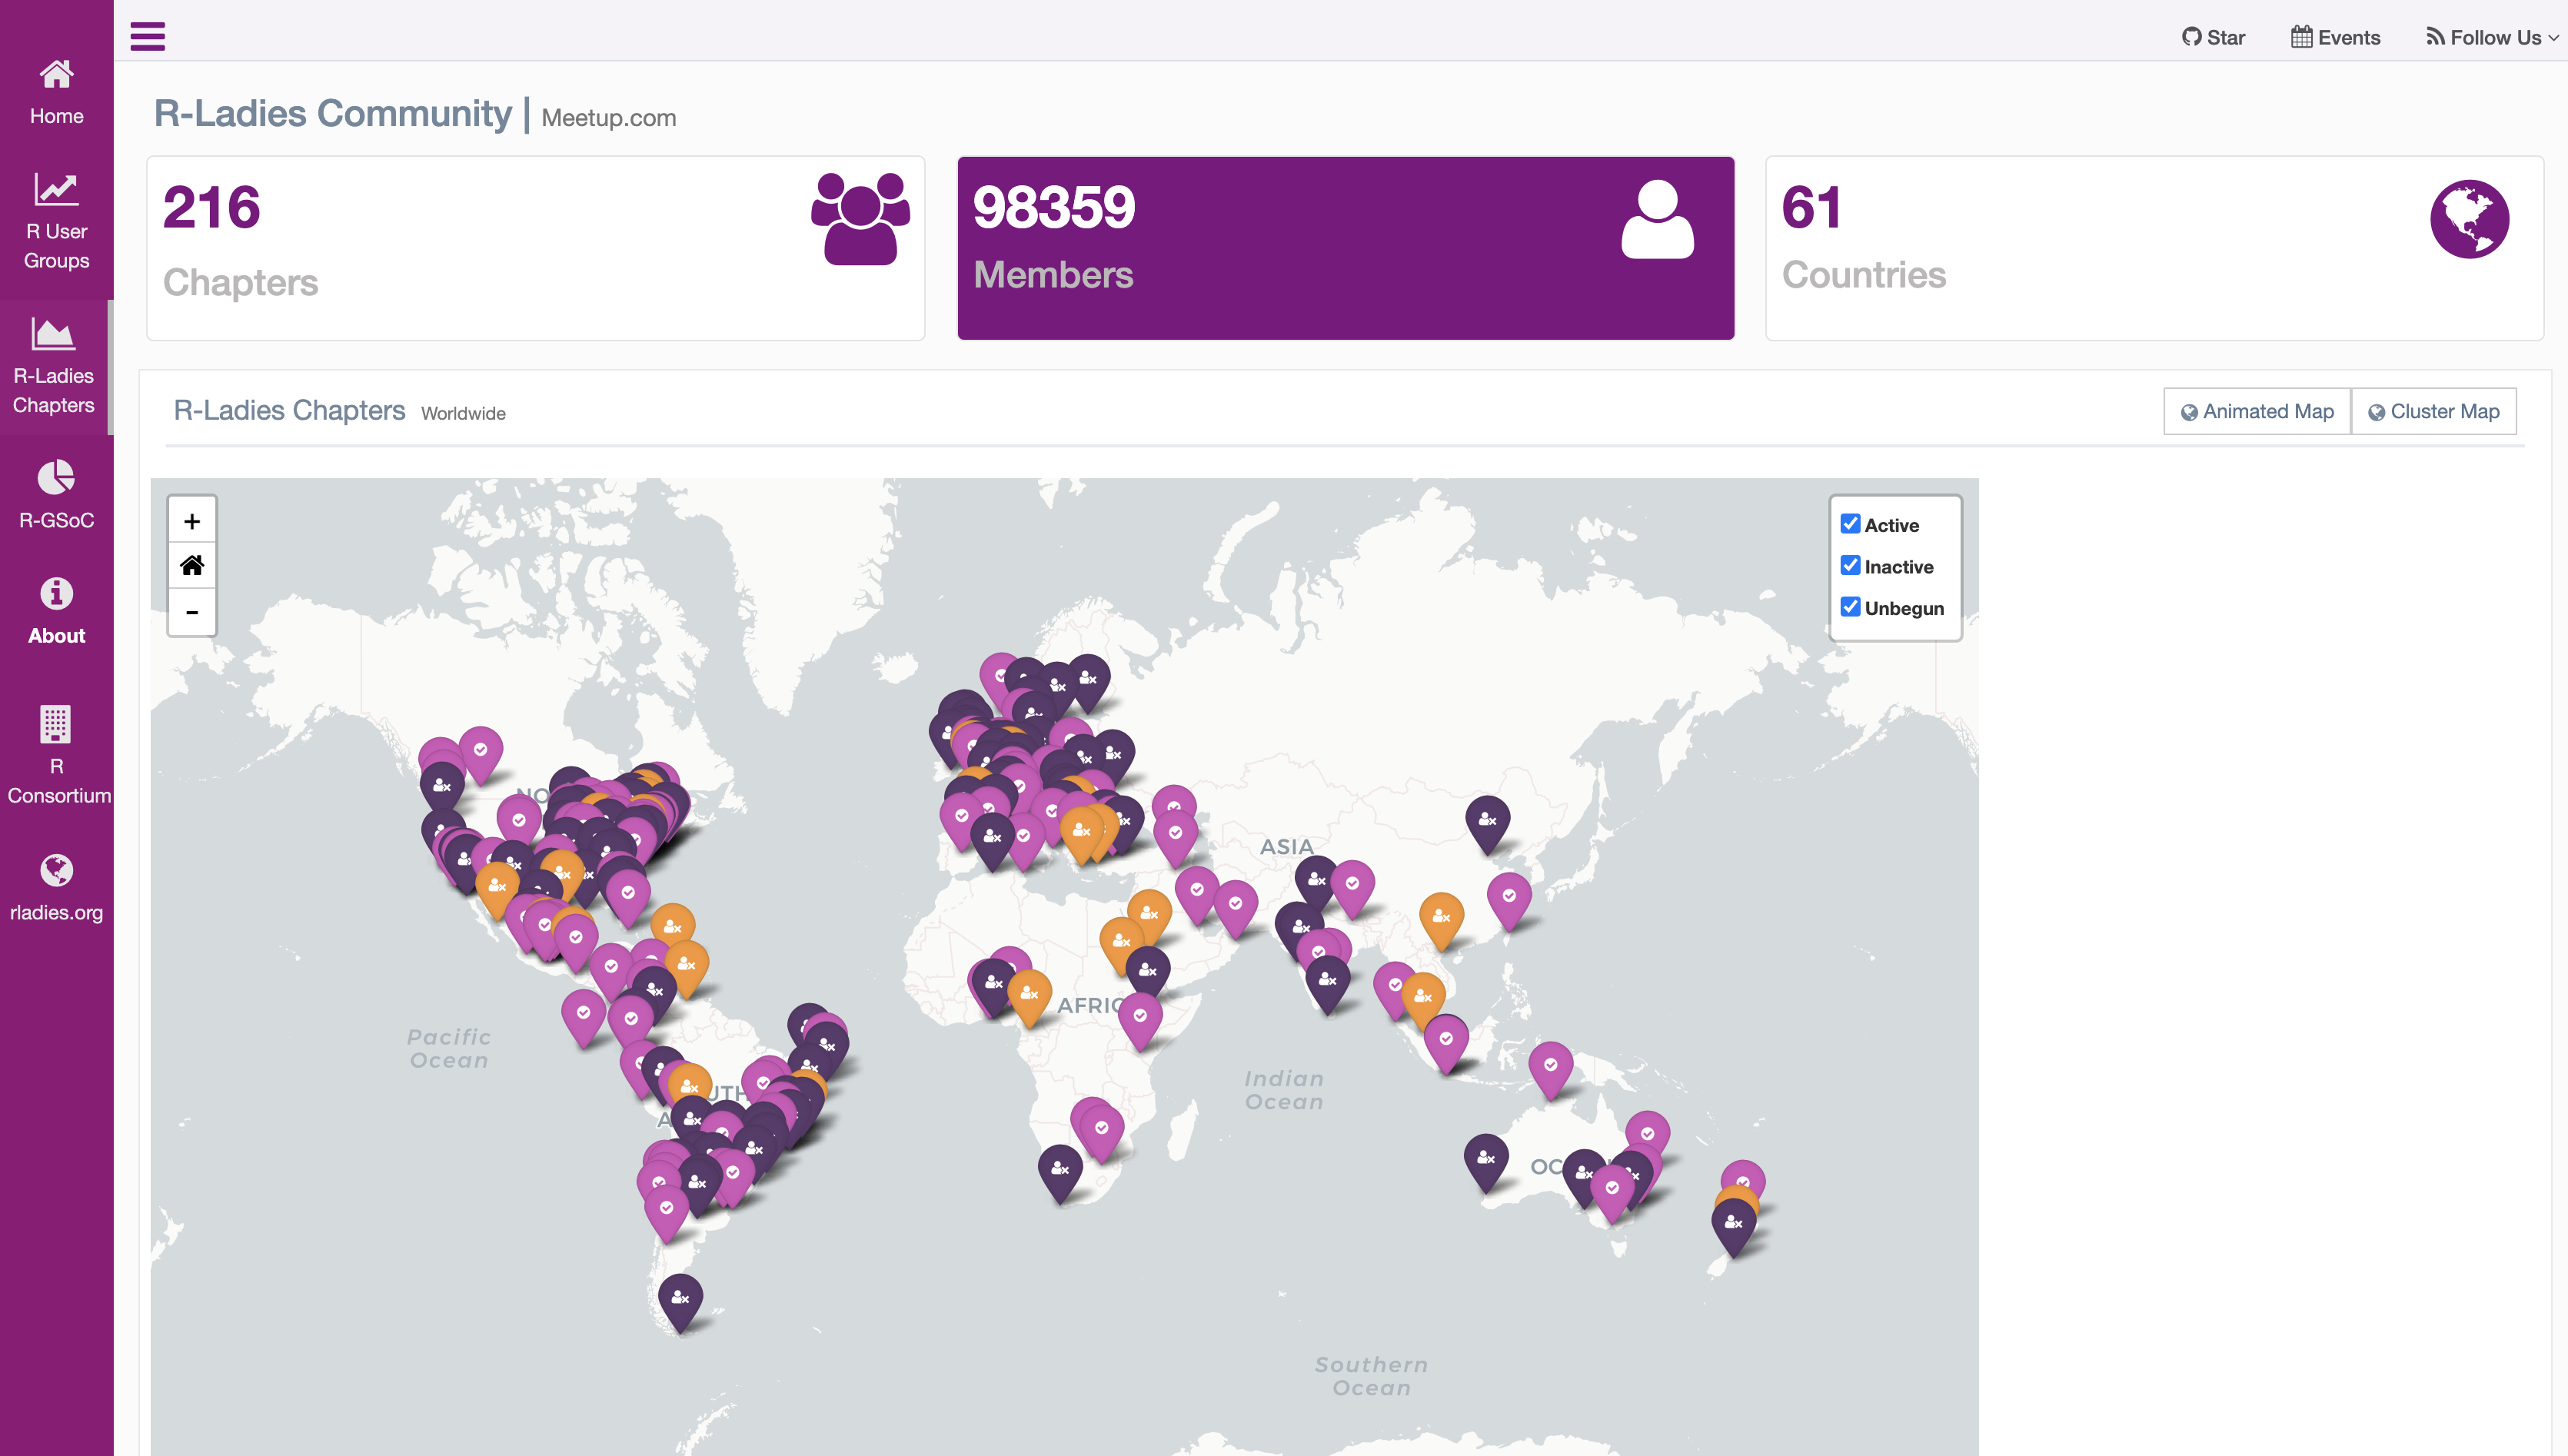 Home
R User
Groups
R-Ladies
Chapters
R-GSoC
About
R
Consortium
rladies.org
Star
Events
Follow Us
R-Ladies Community | Meetup.com
216
Chapters
98359
Members
61
Countries
R-Ladies Chapters Worldwide
Animated Map
Cluster Map
+
-
Active
Inactive
Unbegun
NO
ASIA
AFRIC
Pacific
Ocean
UTH
A
Indian
Ocean
OC
Southern
Ocean